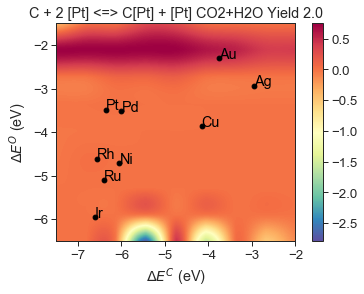 C + 2 [Pt] <=> C[Pt] + [Pt] CO2+H2O Yield 2.0
ΔE^O (eV)
−2
−3
−4
−5
−6
Au
Ag
Pt
Pd
Cu
Rh
Ni
Ru
Ir
−7
−6
−5
−4
−3
−2
ΔE^C (eV)
0.5
0.0
−0.5
−1.0
−1.5
−2.0
−2.5